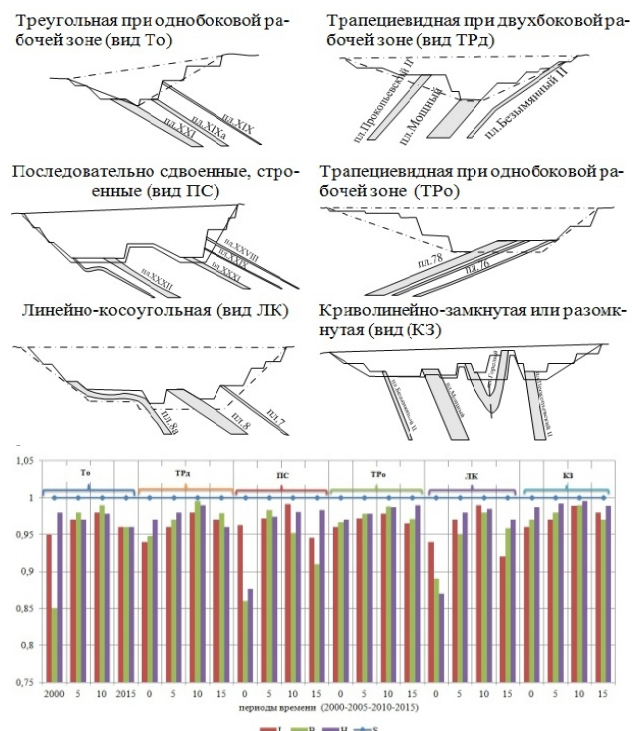 Треугольная при однобоковой ра-
бочей зоне (вид То)
пл.XXI
пл.XIXа
пл.XIX
Трапециевидная при двухбоковой ра-
бочей зоне (вид ТРд)
пл.Прокопьевский II
пл.Мощный
пл.Безымянный II
Последовательно сдвоенные, стро-
енные (вид ПС)
пл.XXXII
пл.XXXI
пл.XXIX
пл.XXVIII
Трапециевидная при однобоковой ра-
бочей зоне (ТРо)
пл.78
пл.76
Линейно-косоугольная (вид ЛК)
пл.8а
пл.8
пл.7
Криволинейно-замкнутая или разомк-
нутая (вид (КЗ)
пл.Мощный
1,05
1
0,95
0,9
0,85
0,8
0,75
То ТРд ПС ТРо ЛК КЗ
2000 5 10 2015 0 5 10 15 0 5 10 15 0 5 10 15 0 5 10 15 0 5 10 15
периоды времени (2000-2005-2010-2015)